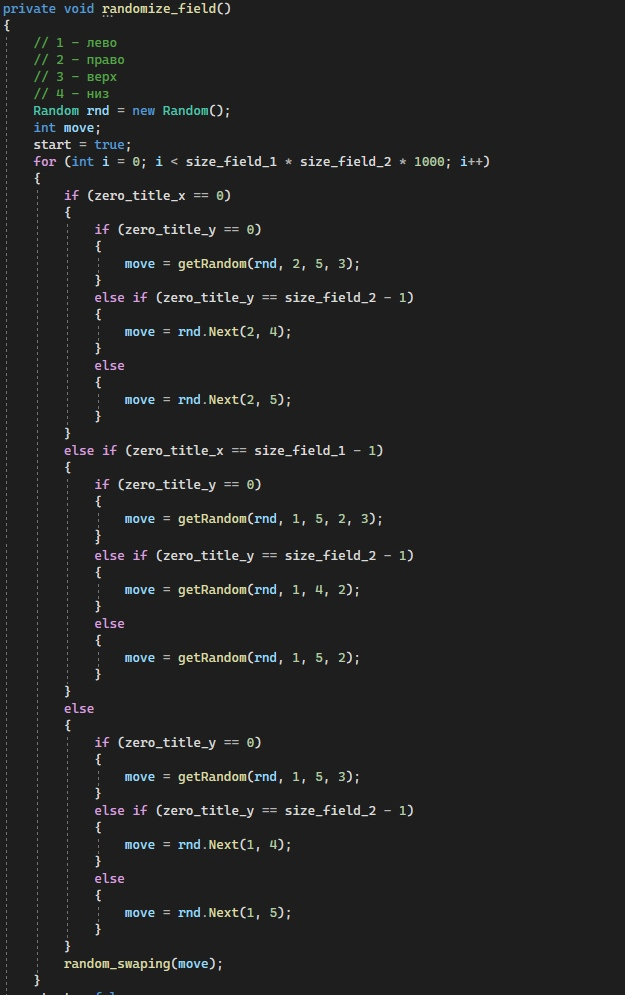 private void randomize_field()
{
// 1 - лево
// 2 - право
// 3 - верх
// 4 - низ
Random rnd = new Random();
int move;
start = true;
for (int i = 0; i < size_field_1 * size_field_2 * 1000; i++)
{
if (zero_title_x == 0)
{
if (zero_title_y == 0)
{
move = getRandom(rnd, 2, 5, 3);
}
else if (zero_title_y == size_field_2 - 1)
{
move = rnd.Next(2, 4);
}
else
{
move = rnd.Next(2, 5);
}
}
else if (zero_title_x == size_field_1 - 1)
{
if (zero_title_y == 0)
{
move = getRandom(rnd, 1, 5, 2, 3);
}
else if (zero_title_y == size_field_2 - 1)
{
move = getRandom(rnd, 1, 4, 2);
}
else
{
move = getRandom(rnd, 1, 5, 2);
}
}
else
{
if (zero_title_y == 0)
{
move = getRandom(rnd, 1, 5, 3);
}
else if (zero_title_y == size_field_2 - 1)
{
move = rnd.Next(1, 4);
}
else
{
move = rnd.Next(1, 5);
}
}
random_swaping(move);
}